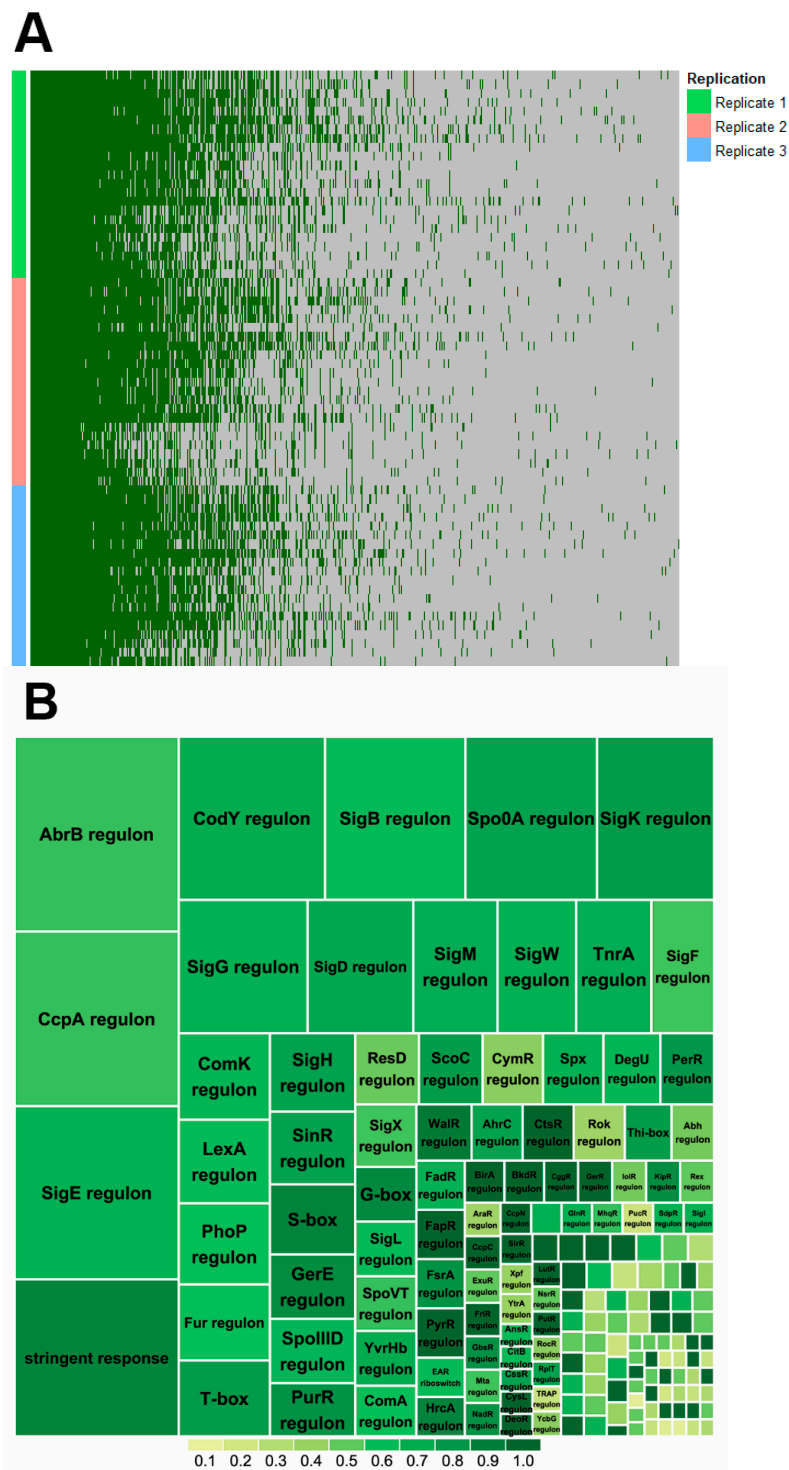 A
Replication
Replicate 1
Replicate 2
Replicate 3
B
AbrB regulon
CcpA regulon
SigE regulon
stringent response
CodY regulon
SigB regulon
Spo0A regulon
SigK regulon
SigG regulon
SigD regulon
SigM
regulon
SigW
regulon
TnrA
regulon
SigF
regulon
ComK
regulon
LexA
regulon
PhoP
regulon
Fur regulon
T-box
SigH
regulon
SinR
regulon
S-box
GerE
regulon
SpoIIID
regulon
PurR
regulon
ResD
regulon
ScoC
regulon
CymR
regulon
Spx
regulon
DegU
regulon
PerR
regulon
SigX
regulon
G-box
SigL
regulon
SpoVT
regulon
YvrHb
regulon
ComA
regulon
WalR
regulon
AhrC
regulon
CtsR
regulon
Rok
regulon
Thi-box
Abh
regulon
FadR
regulon
FapR
regulon
FsrA
regulon
PyrR
regulon
EAR
riboswitch
HrcA
regulon
BirA
regulon
BkdR
regulon
CggR
regulon
GerR
regulon
IolR
regulon
KipR
regulon
Rex
regulon
AraR
regulon
CcpC
regulon
ExuR
regulon
FrlR
regulon
GbsR
regulon
Mta
regulon
NadR
regulon
CcpN
regulon
SlrR
regulon
Xpf
regulon
YtrA
regulon
AnsR
regulon
CitB
regulon
CssR
regulon
CysL
regulon
DeoR
regulon
GlnR
regulon
MhqR
regulon
PucR
regulon
SdpR
regulon
SigI
regulon
LutR
regulon
NsrR
regulon
PutR
regulon
RocR
regulon
RplT
regulon
TRAP
regulon
YcbG
regulon
0.1 0.2 0.3 0.4 0.5 0.6 0.7 0.8 0.9 1.0